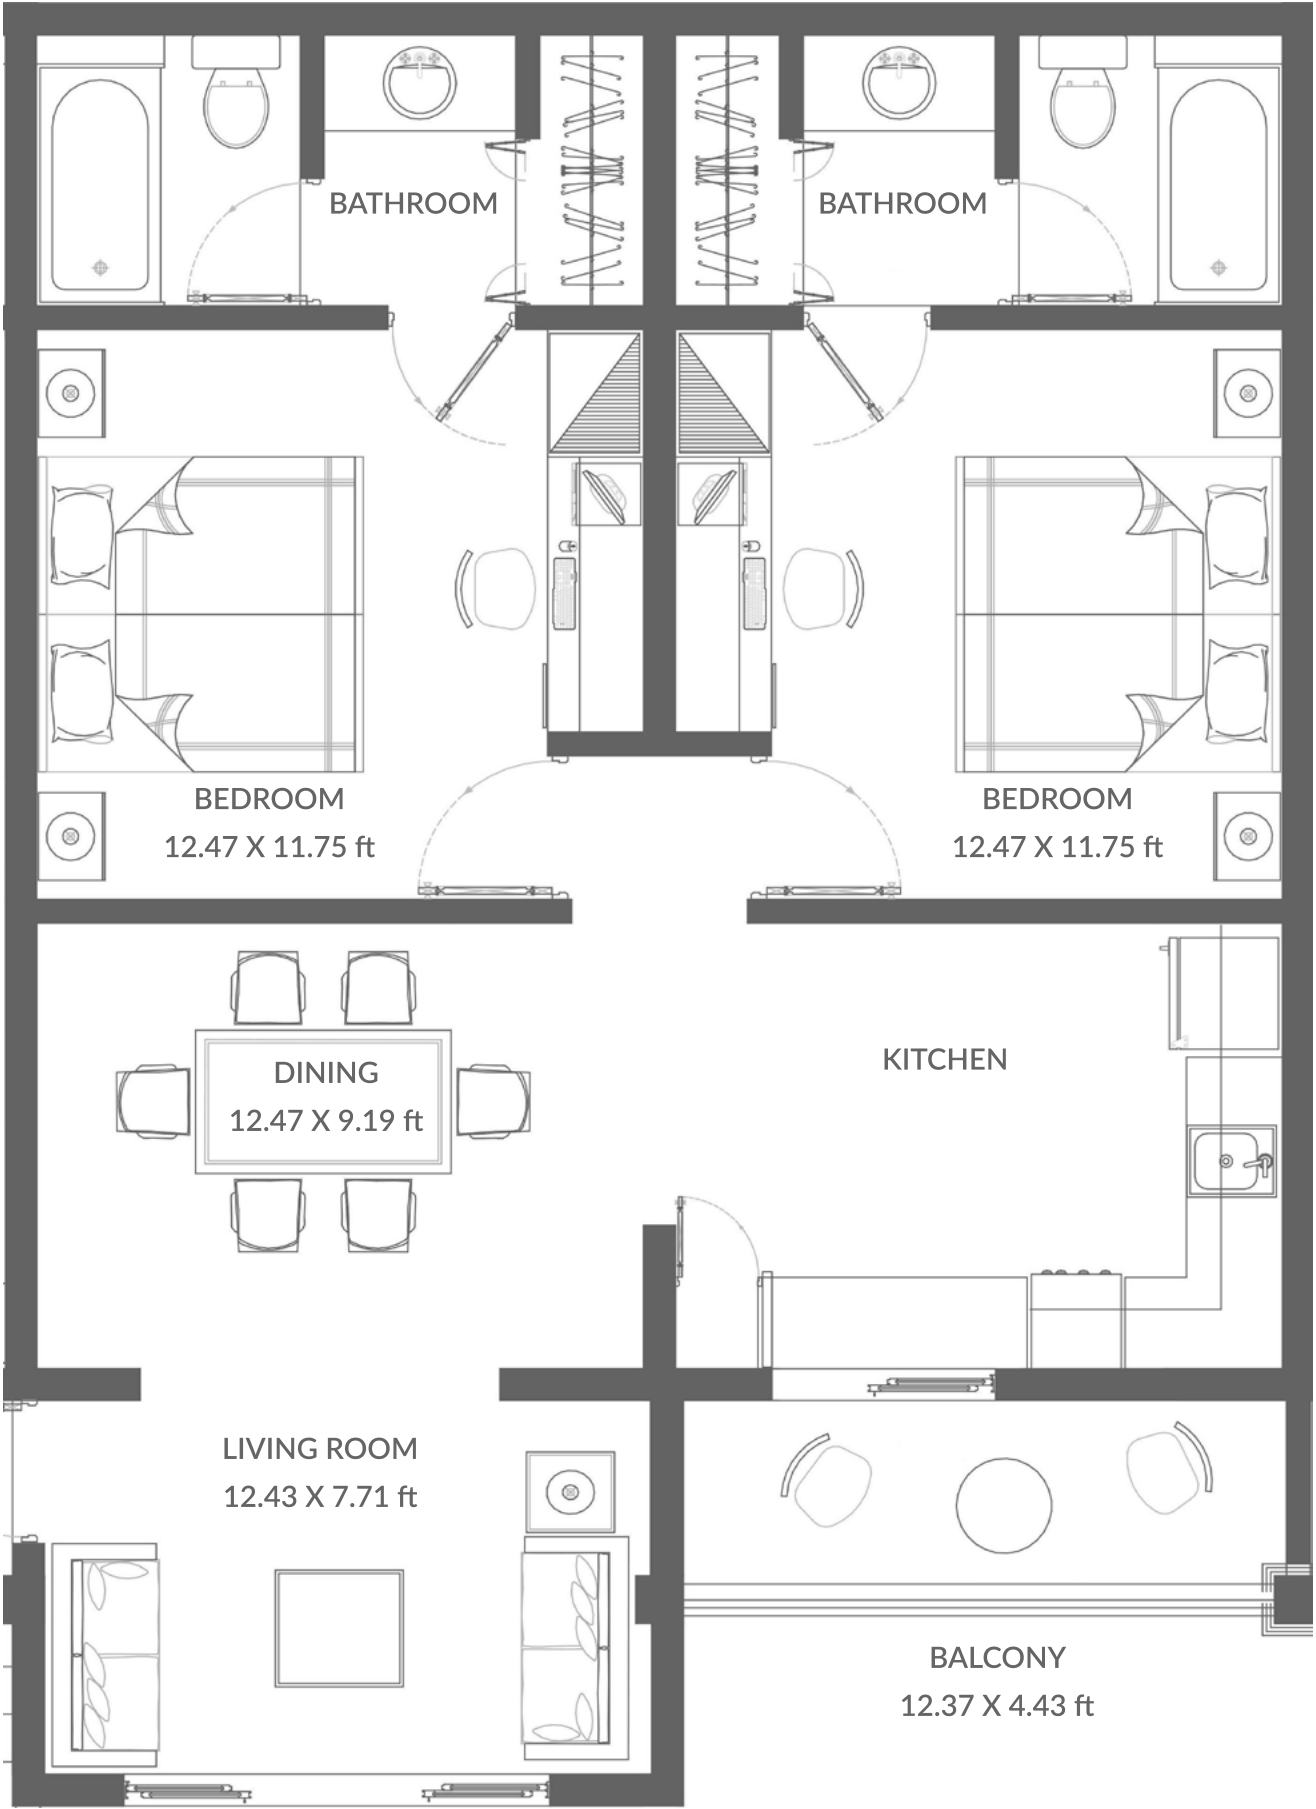 BATHROOM
BATHROOM
BEDROOM
12.47 X 11.75 ft
BEDROOM
12.47 X 11.75 ft
DINING
12.47 X 9.19 ft
KITCHEN
LIVING ROOM
12.43 X 7.71 ft
BALCONY
12.37 X 4.43 ft